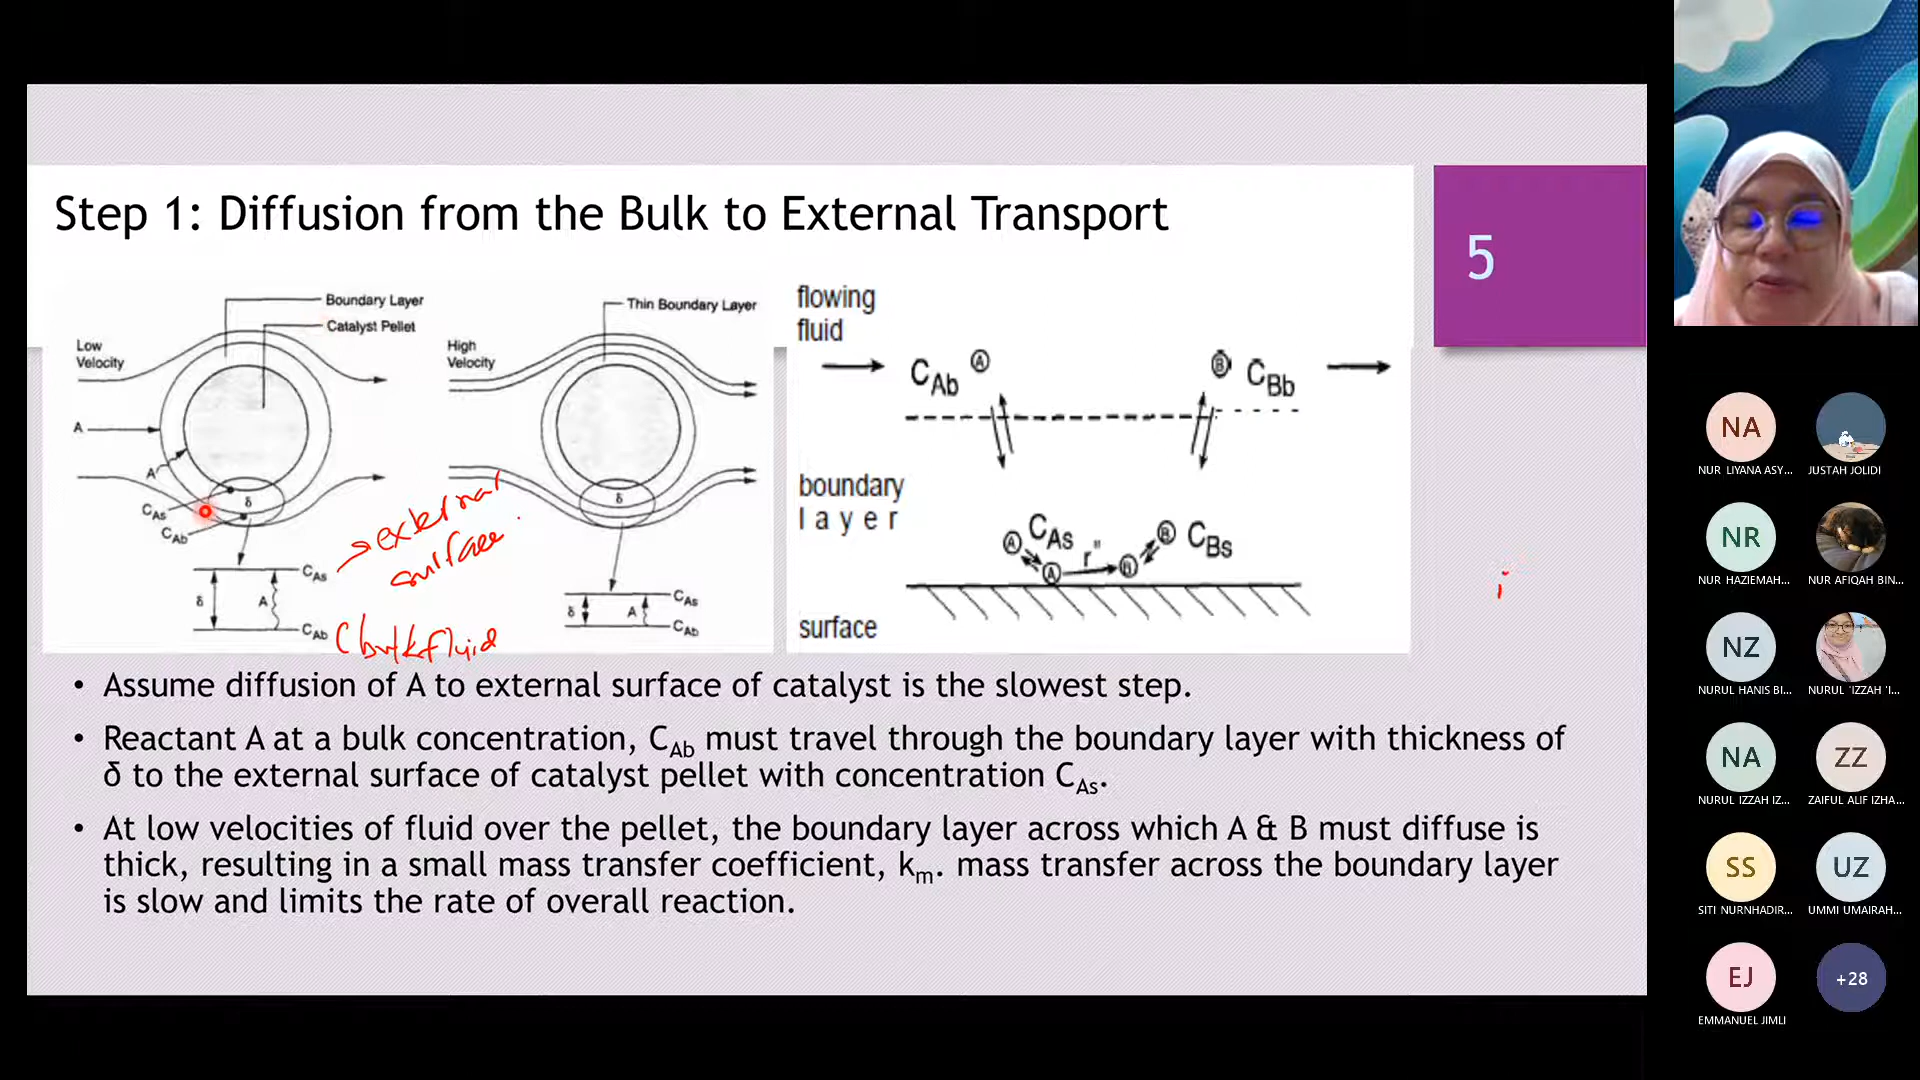 Step 1: Diffusion from the Bulk to External Transport
5
Boundary Layer
Catalyst Pellet
Low
Velocity
A
A
δ
CAs
CAb
δ
A
CAs
CAb
→ external
surface
(bulk fluid
Thin Boundary Layer
High
Velocity
δ
δ
A
CAs
CAb
flowing
fluid
CAb
A
B
CBb
boundary
layer
A
CAs
A
r"
B
B
CBs
surface
i
• Assume diffusion of A to external surface of catalyst is the slowest step.
• Reactant A at a bulk concentration, CAb must travel through the boundary layer with thickness of
δ to the external surface of catalyst pellet with concentration CAs.
• At low velocities of fluid over the pellet, the boundary layer across which A & B must diffuse is
thick, resulting in a small mass transfer coefficient, km. mass transfer across the boundary layer
is slow and limits the rate of overall reaction.
NA
NUR LIYANA ASY...
JUSTAH JOLIDI
NR
NUR HAZIEMAH...
NUR AFIQAH BIN...
NZ
NURUL HANIS BI...
NURUL 'IZZAH 'I...
NA
NURUL IZZAH IZ...
ZZ
ZAIFUL ALIF IZHA...
SS
SITI NURNHADIR...
UZ
UMMI UMAIRAH...
EJ
EMMANUEL JIMLI
+28